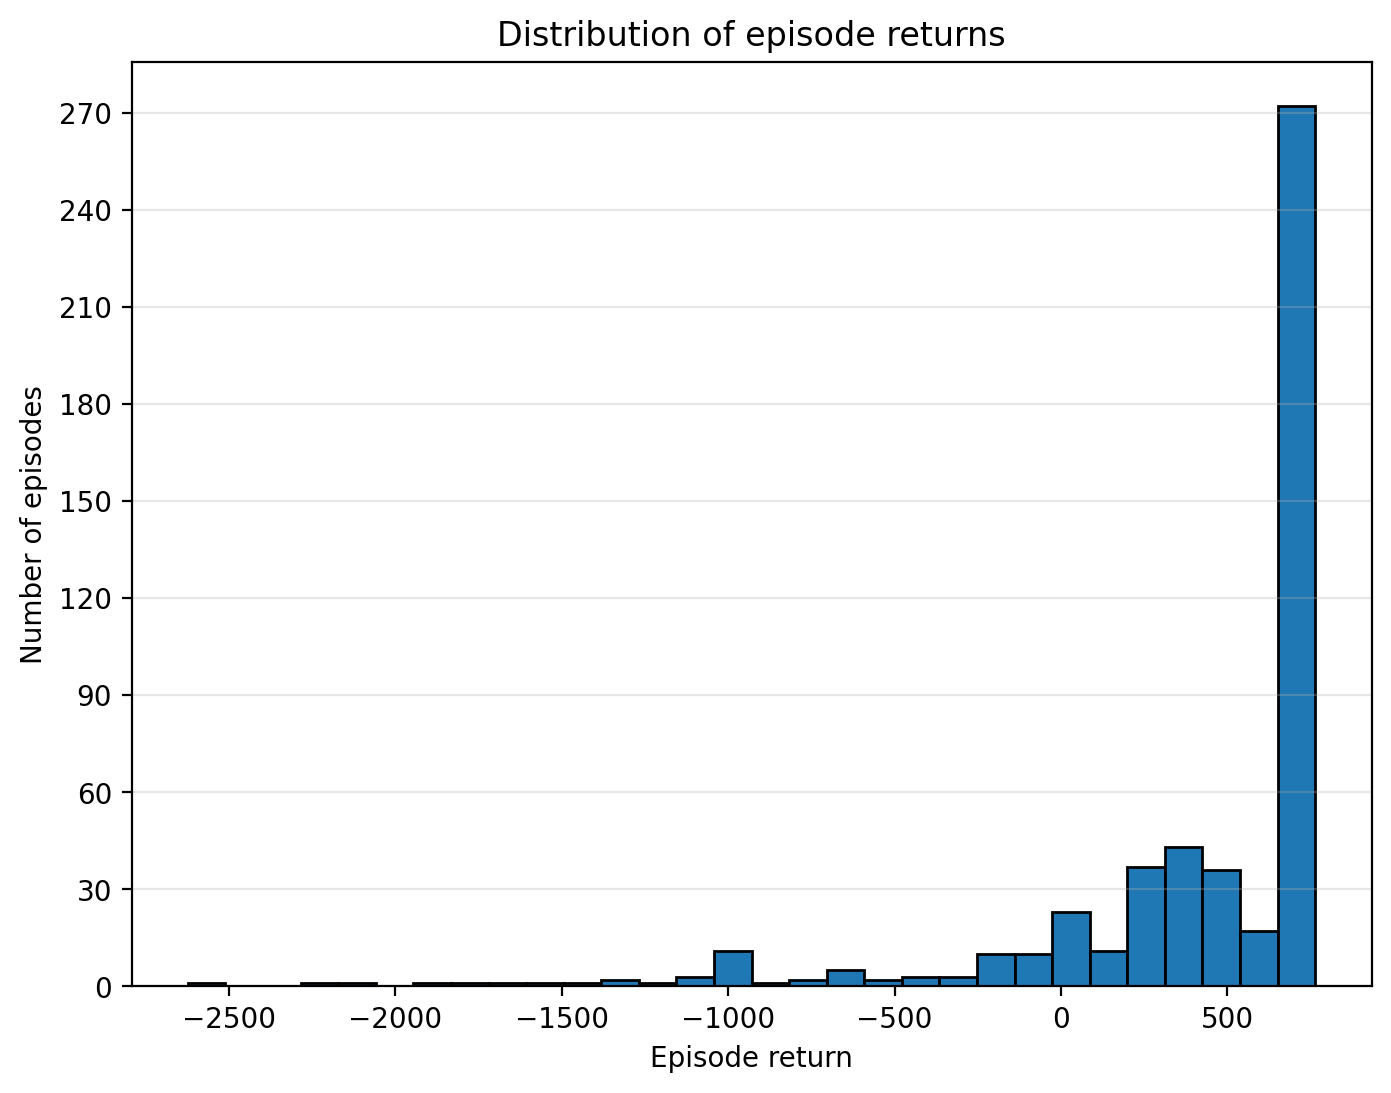 Distribution of episode returns
270
240
210
180
150
120
90
60
30
0
Number of episodes
−2500 −2000 −1500 −1000 −500 0 500
Episode return